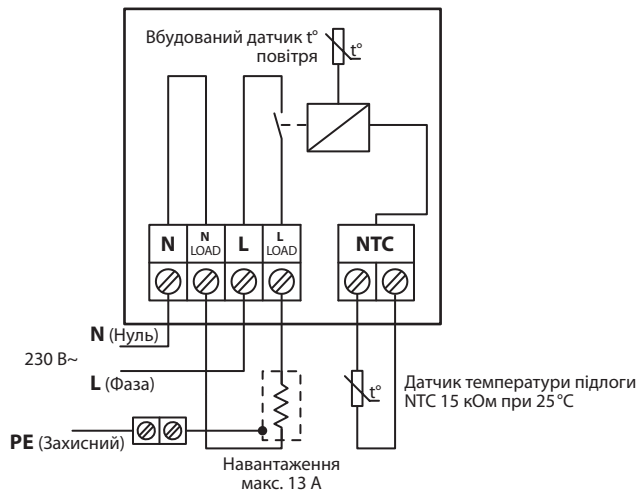 Вбудований датчик t°
повітря
t°
N
N
LOAD
L
L
LOAD
NTC
N (Нуль)
230 В~
L (Фаза)
PE (Захисний)
t°
Датчик температури підлоги
NTC 15 кОм при 25 °C
Навантаження
макс. 13 А